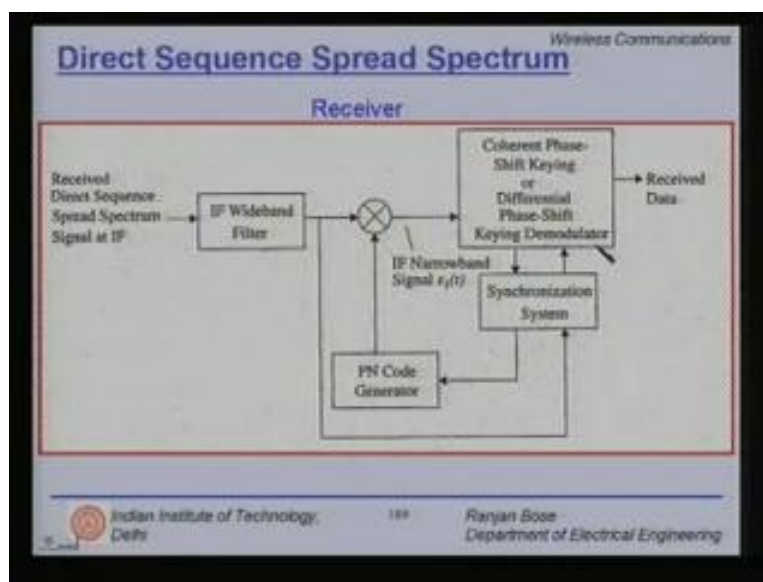 Wireless Communications
Direct Sequence Spread Spectrum
Receiver
Received
Direct Sequence
Spread Spectrum
Signal at IF
IF Wideband
Filter
IF Narrowband
Signal s₁(t)
Coherent Phase-
Shift Keying
or
Differential
Phase-Shift
Keying Demodulator
Received
Data
Synchronization
System
PN Code
Generator
Indian Institute of Technology,
Delhi
Ranjan Bose
Department of Electrical Engineering